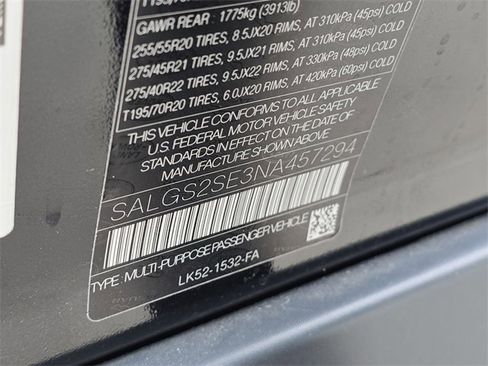 GAWR REAR : 1775kg (3913lb)
255/55R20 TIRES, 8.5JX20 RIMS, AT 310kPa (45psi) COLD
275/45R21 TIRES, 9.5JX21 RIMS, AT 310kPa (45psi) COLD
275/40R22 TIRES, 9.5JX22 RIMS, AT 330kPa (48psi) COLD
T195/70R20 TIRES, 6.0JX20 RIMS, AT 420kPa (60psi) COLD
THIS VEHICLE CONFORMS TO ALL APPLICABLE
U.S. FEDERAL MOTOR VEHICLE SAFETY
STANDARDS IN EFFECT ON THE DATE OF
MANUFACTURE SHOWN ABOVE
SALGS2SE3NA457294
TYPE : MULTI-PURPOSE PASSENGER VEHICLE
LK52-1532-FA